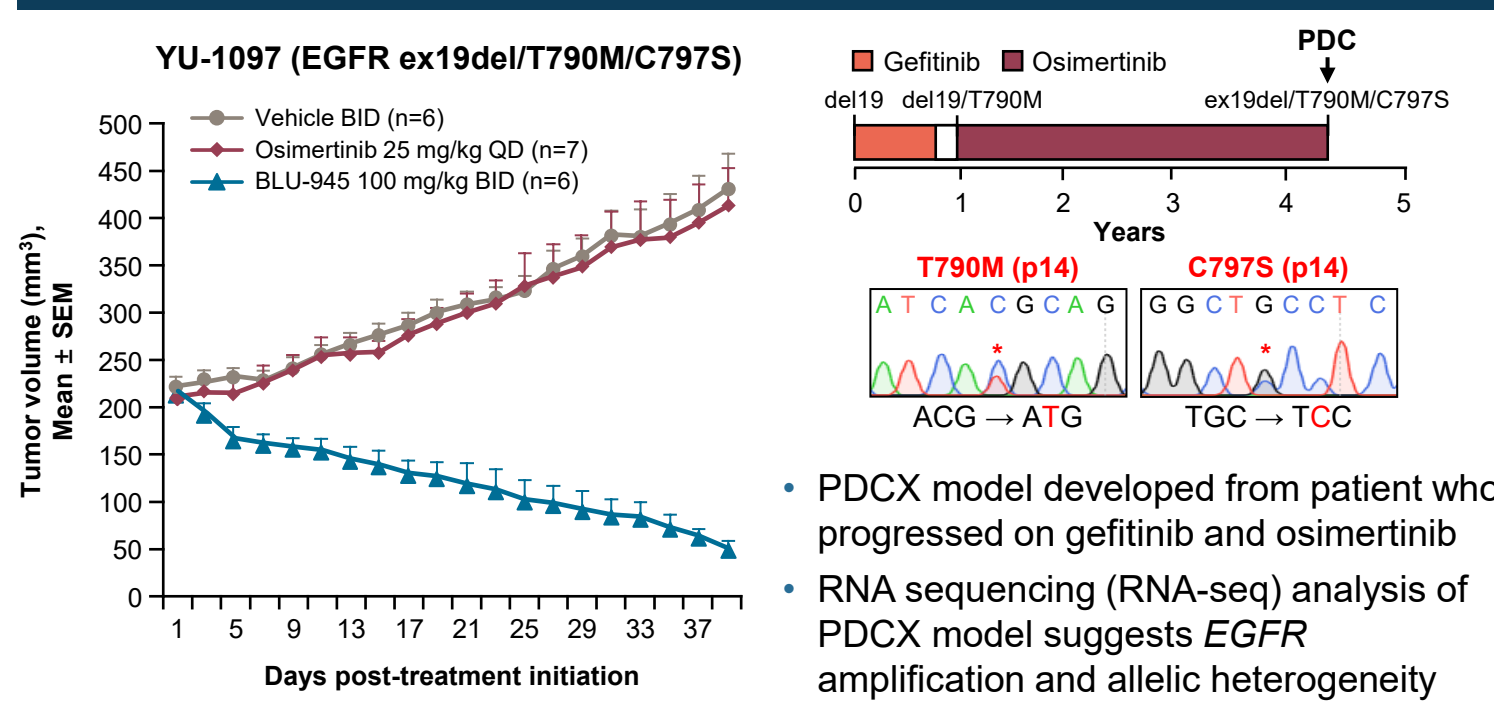 YU-1097 (EGFR ex19del/T790M/C797S)
Vehicle BID (n=6)
Osimertinib 25 mg/kg QD (n=7)
BLU-945 100 mg/kg BID (n=6)
Tumor volume (mm³),
Mean ± SEM
500
450
400
350
300
250
200
150
100
50
0
1 5 9 13 17 21 25 29 33 37
Days post-treatment initiation
PDC
Gefitinib Osimertinib
del19 del19/T790M ex19del/T790M/C797S
0 1 2 3 4 5
Years
T790M (p14) C797S (p14)
A T C A C G C A G G G C T G C C T C
* *
ACG → ATG TGC → TCC
• PDCX model developed from patient who
progressed on gefitinib and osimertinib
• RNA sequencing (RNA-seq) analysis of
PDCX model suggests EGFR
amplification and allelic heterogeneity